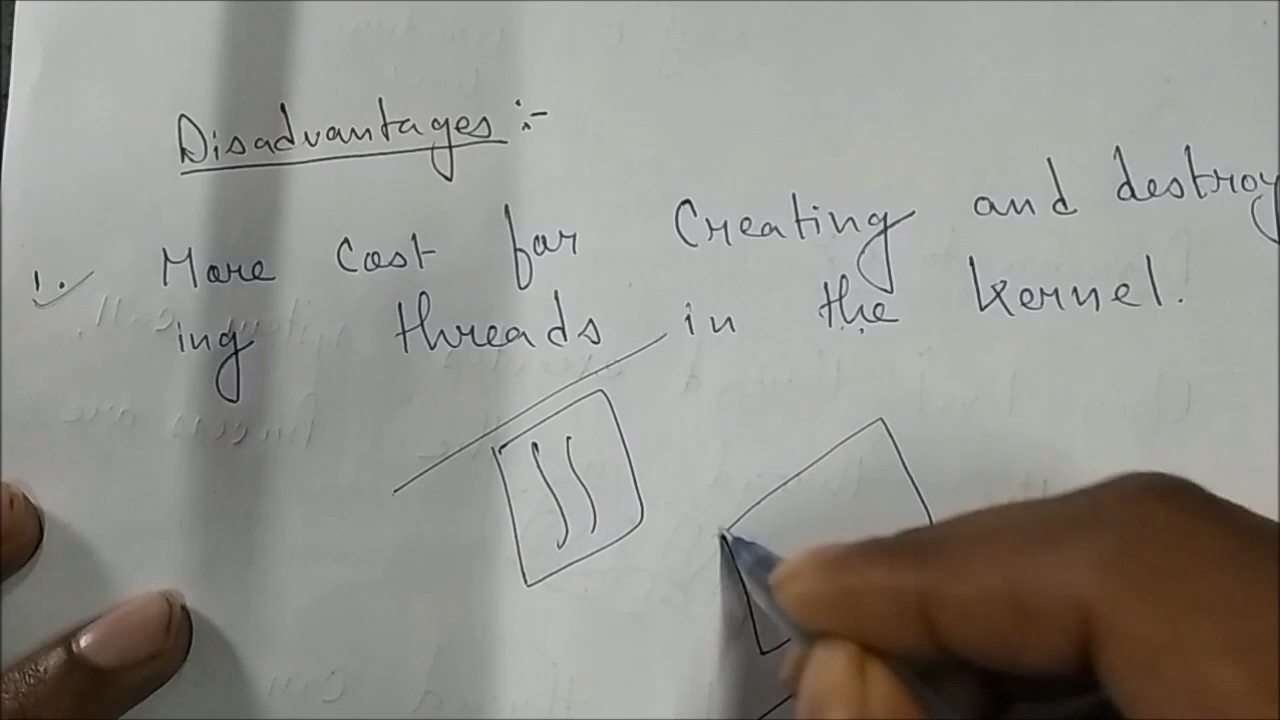 Disadvantages :-
1. More Cost for Creating and destroy
ing threads in the kernel.